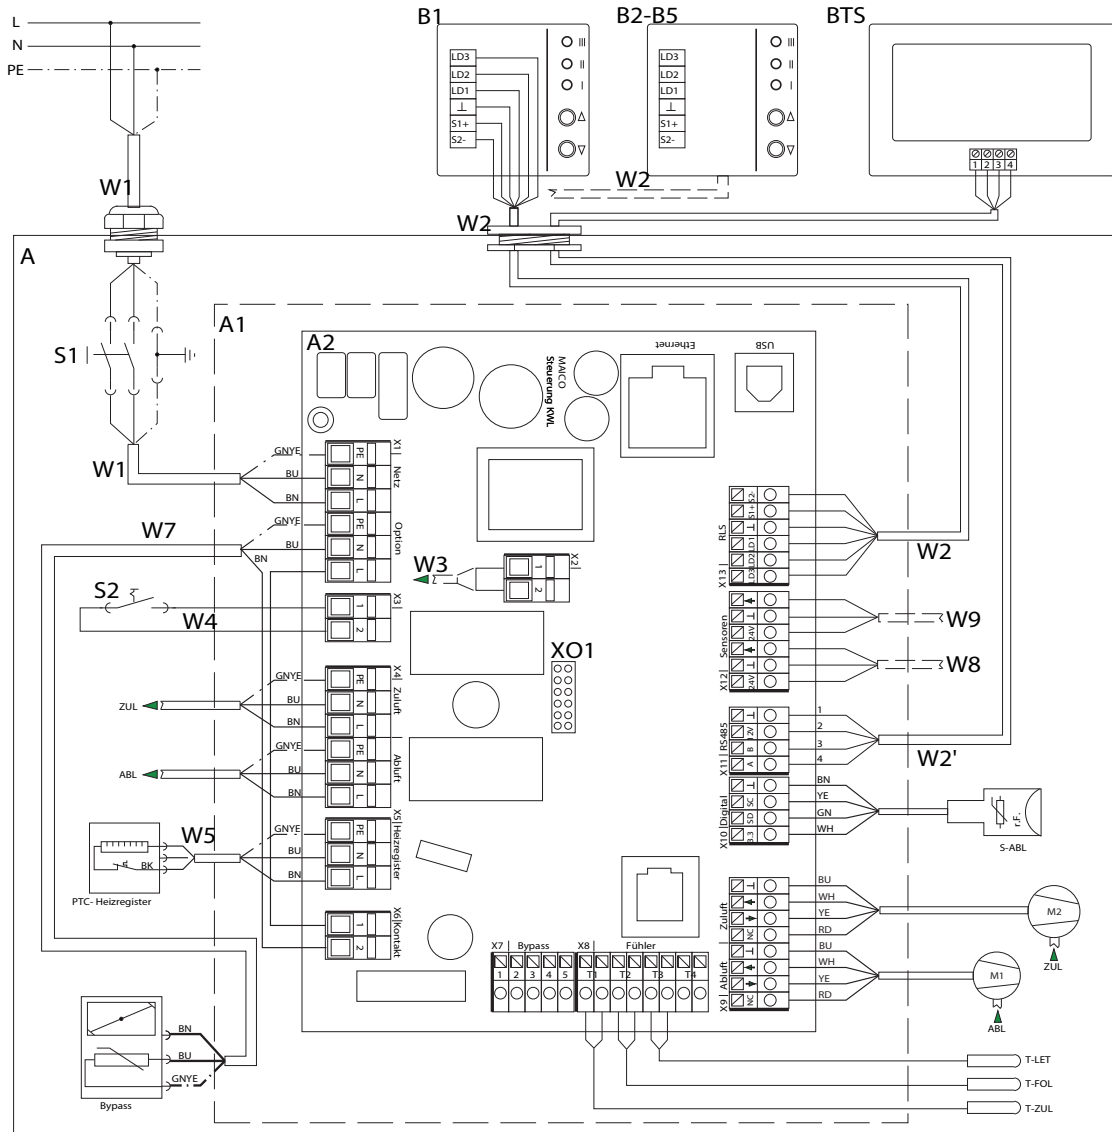 L
N
PE
W1
B1
LD3
LD2
LD1
⊥
S1+
S2-
III
II
I
B2-B5
LD3
LD2
LD1
⊥
S1+
S2-
III
II
I
BTS
1 2 3 4
W2
W2
A
S1
W1
A1
A2
MAICO
Steuerung KWL
Ethernet
USB
GNYE
BU
BN
PE
N
L
X1
Netz
W7
GNYE
BU
BN
PE
N
L
Option
S2
W4
1
2
X3
W3
1
2
X2
XO1
ZUL
GNYE
BU
BN
PE
N
L
X4
Zuluft
ABL
GNYE
BU
BN
PE
N
L
Abluft
W5
BK
PTC- Heizregister
GNYE
BU
BN
PE
N
L
X5
Heizregister
1
2
X6
Kontakt
Bypass
BN
BU
GNYE
X7 Bypass
1 2 3 4 5
X8 Fühler
T1 T2 T3 T4
X13
RLS
S2-
S1+
⊥
LD1
LD2
LD3
W2
X12
Sensoren
⊥
24V
⊥
24V
W9
W8
X11
RS485
⊥
12V
B
A
1
2
3
4
W2'
X10
Digital
⊥
SC
SD
3.3
BN
YE
GN
WH
r.F.
S-ABL
Zuluft
⊥
NC
BU
WH
YE
RD
M2
ZUL
X9
Abluft
⊥
NC
BU
WH
YE
RD
M1
ABL
T-LET
T-FOL
T-ZUL